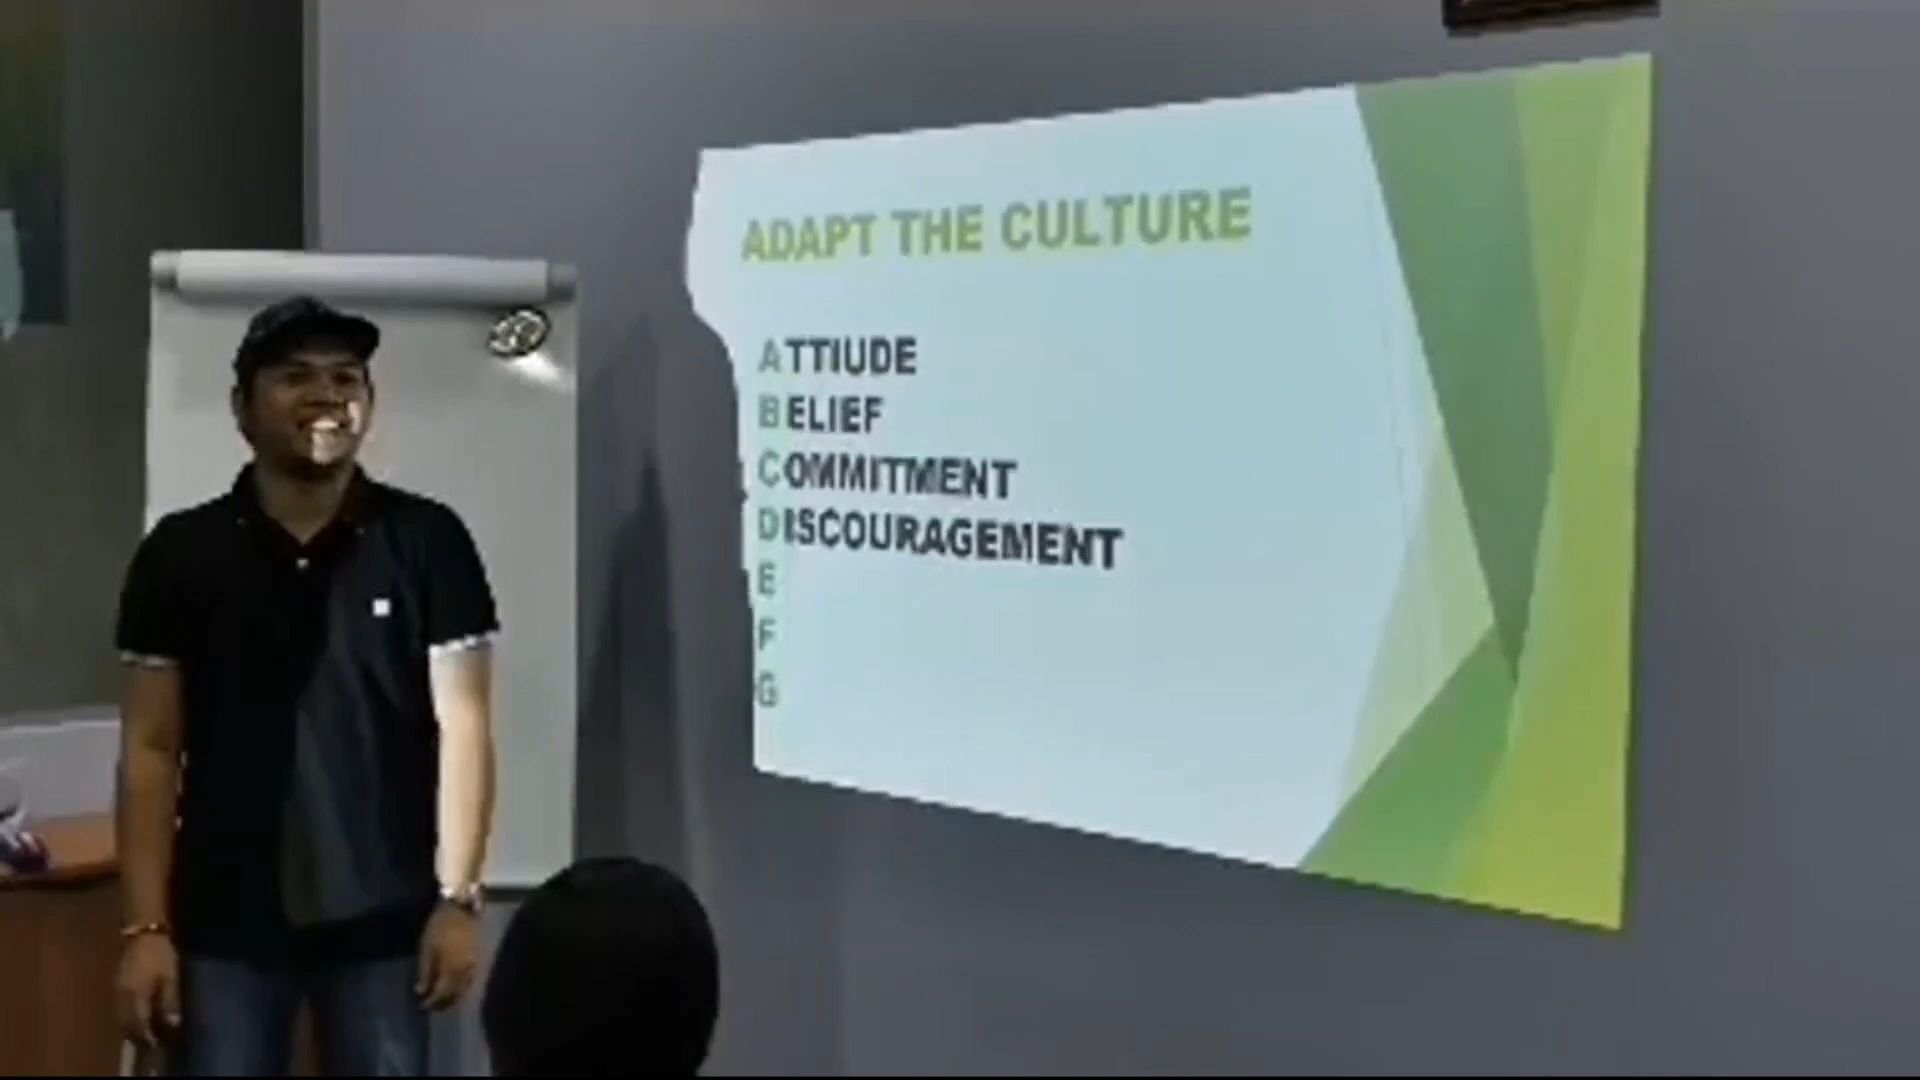 ADAPT THE CULTURE
ATTIUDE
BELIEF
COMMITMENT
DISCOURAGEMENT
E
F
G